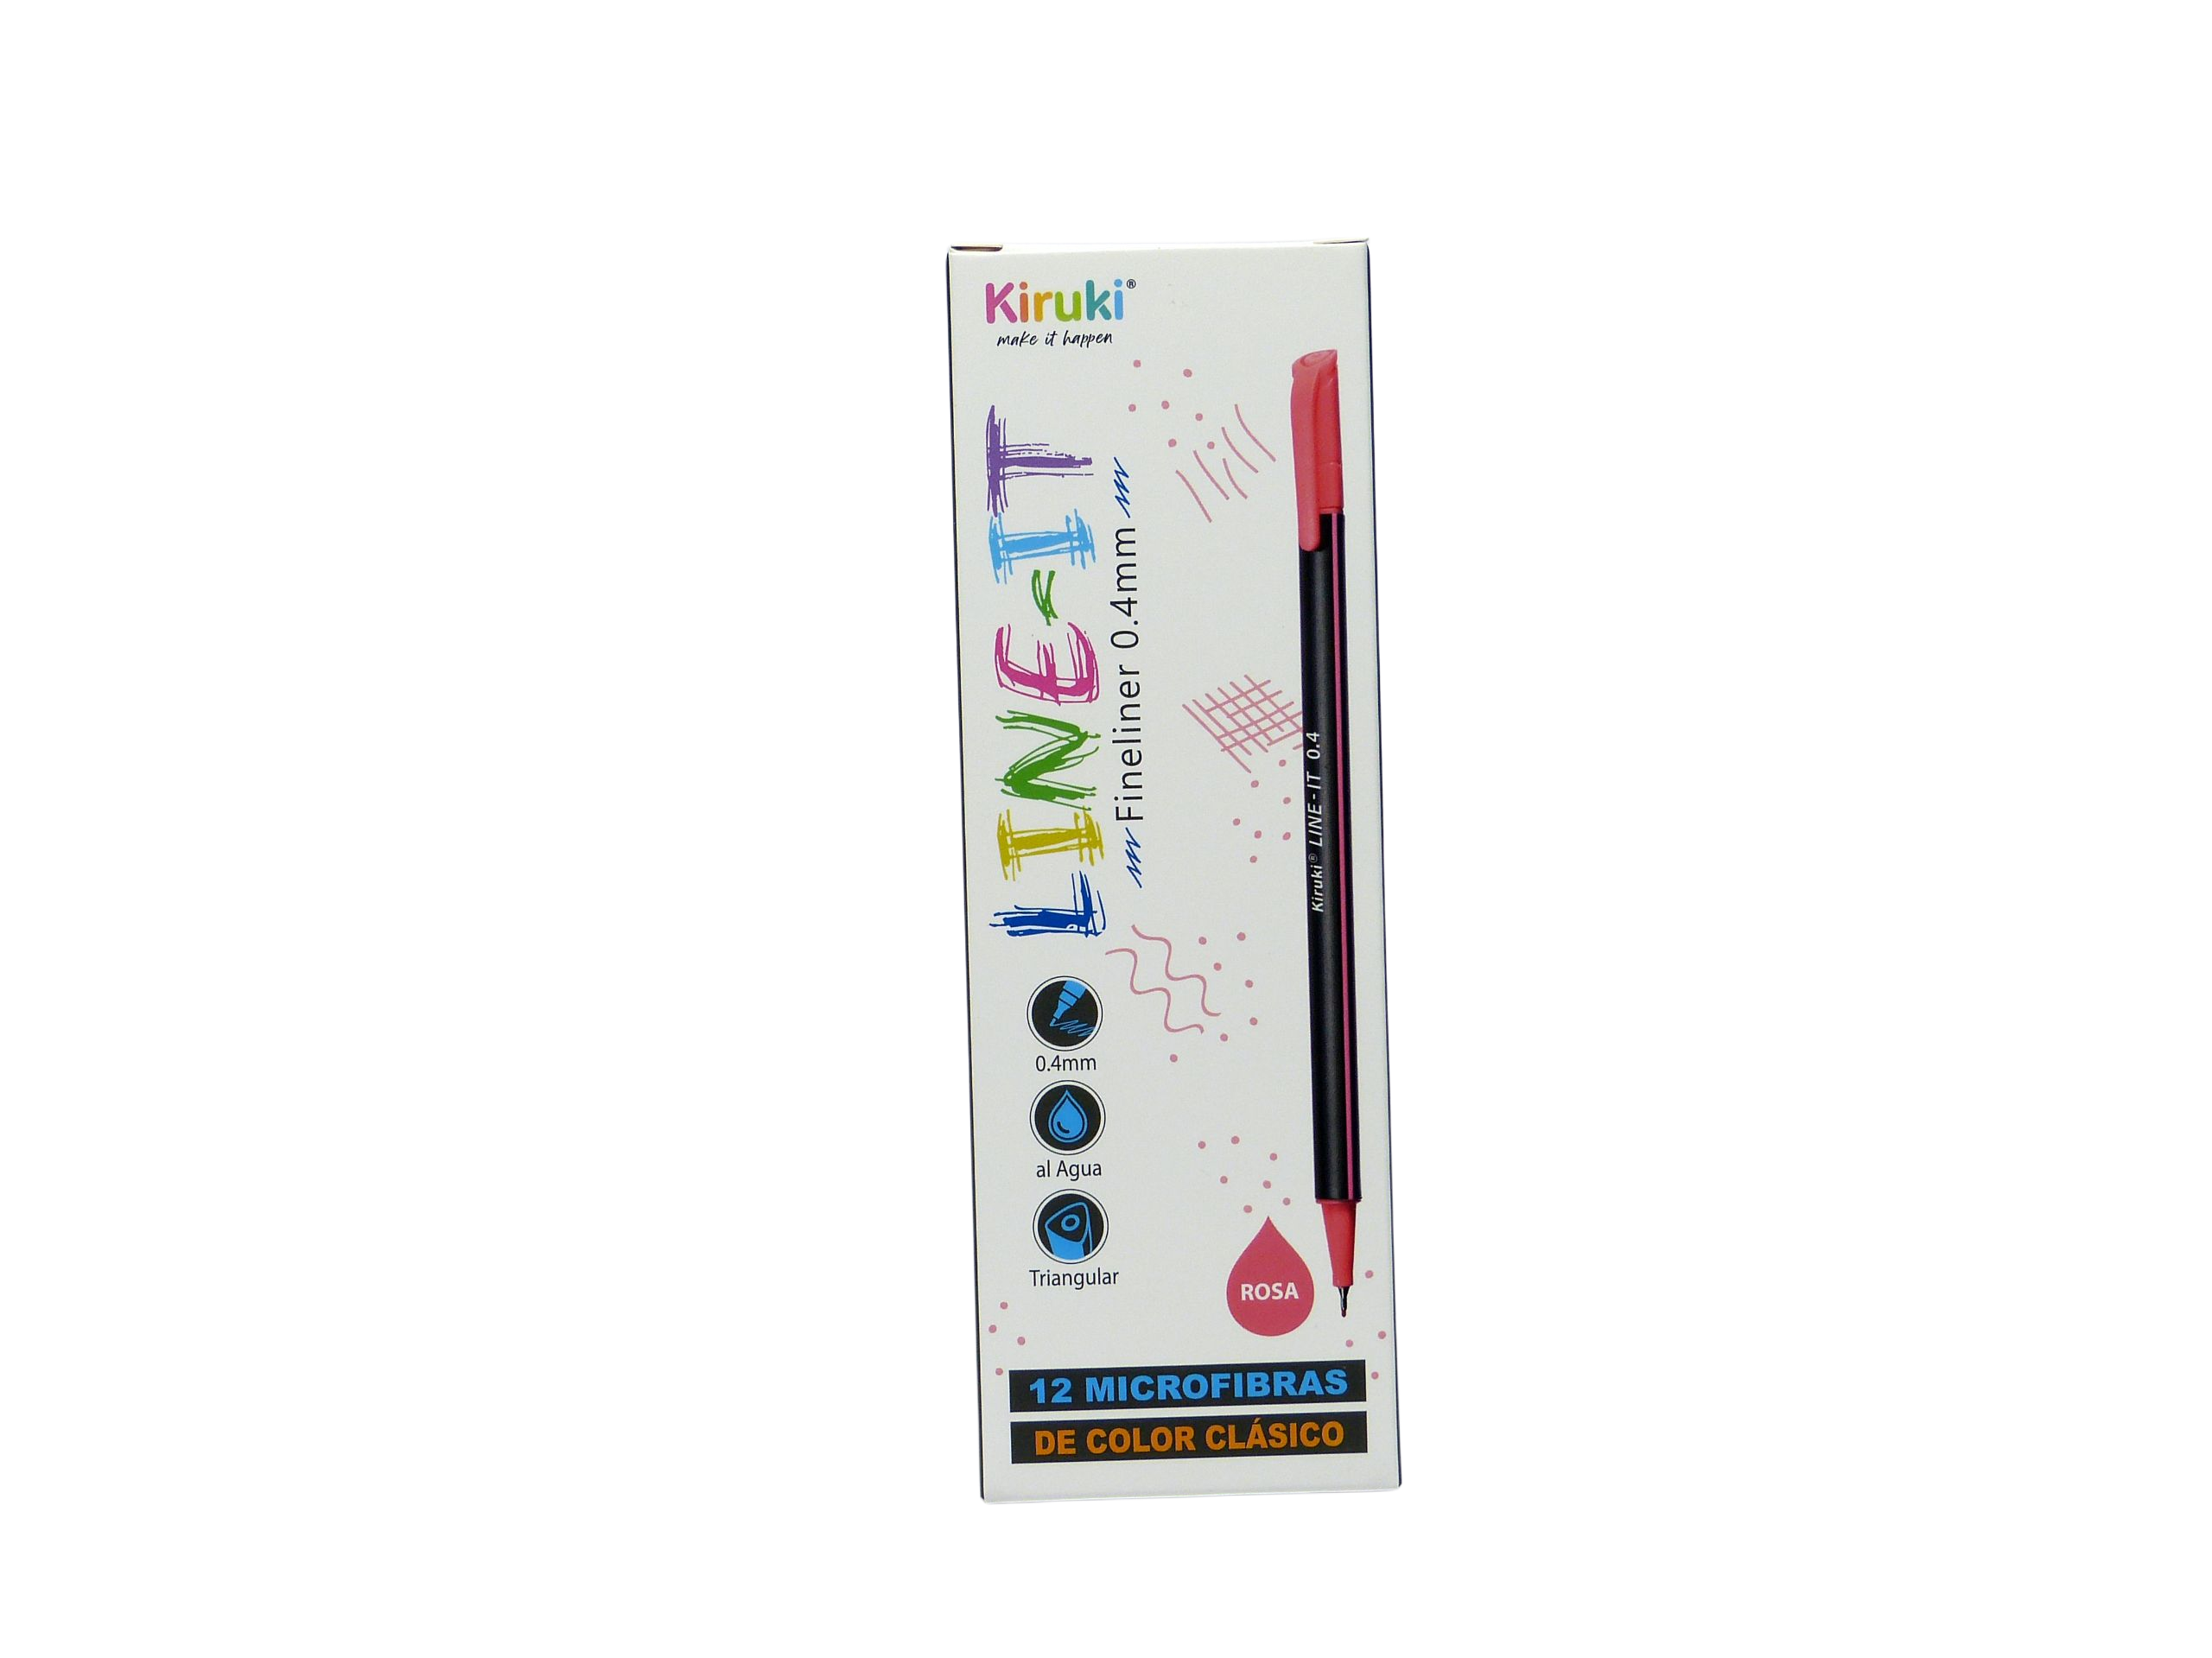 Kiruki®
make it happen
LINE-IT
Fineliner 0.4mm
Kiruki® LINE-IT 0.4
0.4mm
al Agua
Triangular
ROSA
12 MICROFIBRAS
DE COLOR CLÁSICO